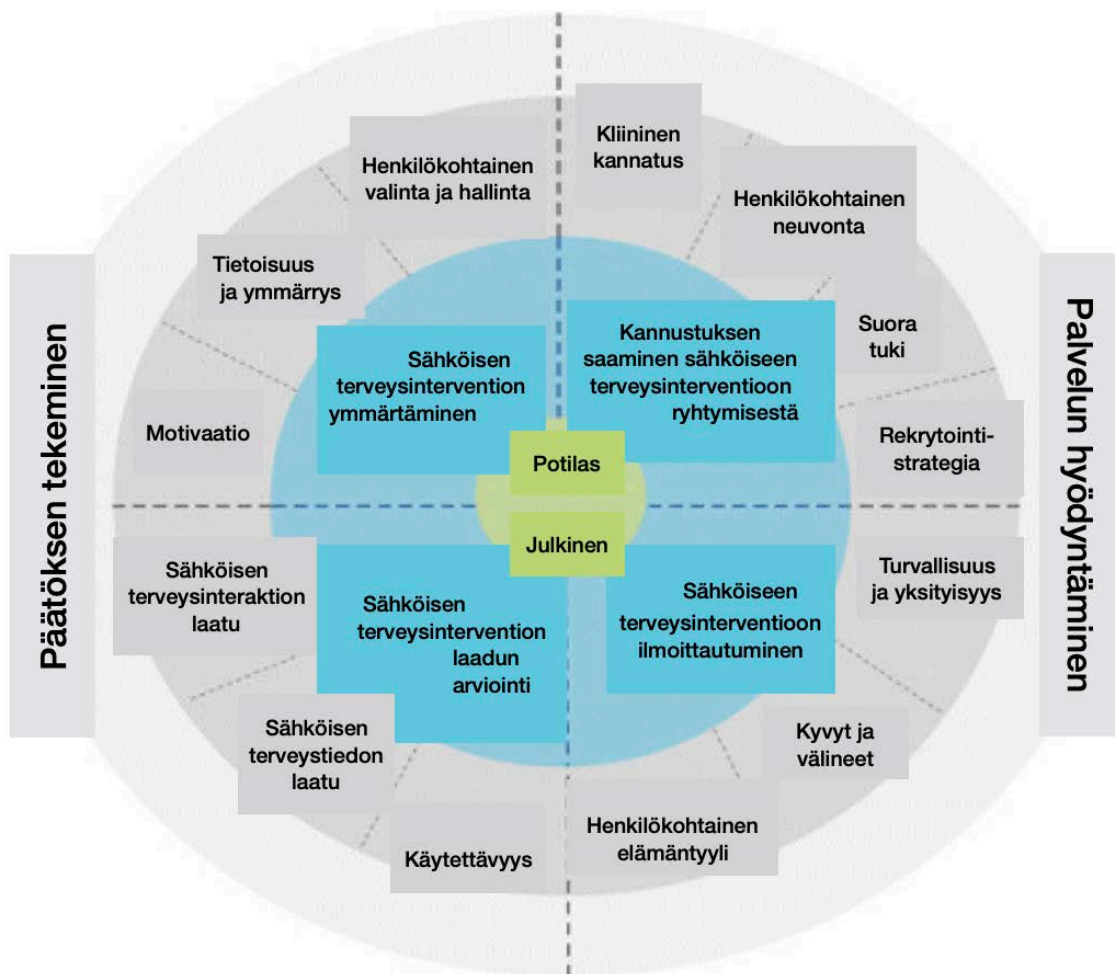 Kliininen
kannatus
Henkilökohtainen
valinta ja hallinta
Henkilökohtainen
neuvonta
Tietoisuus
ja ymmärrys
Suora
tuki
Sähköisen
terveysintervention
ymmärtäminen
Kannustuksen
saaminen sähköiseen
terveysinterventioon
ryhtymisestä
Motivaatio
Rekrytointi-
strategia
Potilas
Päätöksen tekeminen
Palvelun hyödyntäminen
Julkinen
Sähköisen
terveysinteraktion
laatu
Sähköisen
terveysintervention
laadun
arviointi
Sähköiseen
terveysinterventioon
ilmoittautuminen
Turvallisuus
ja yksityisyys
Sähköisen
terveystiedon
laatu
Kyvyt ja
välineet
Käytettävyys
Henkilökohtainen
elämäntyyli